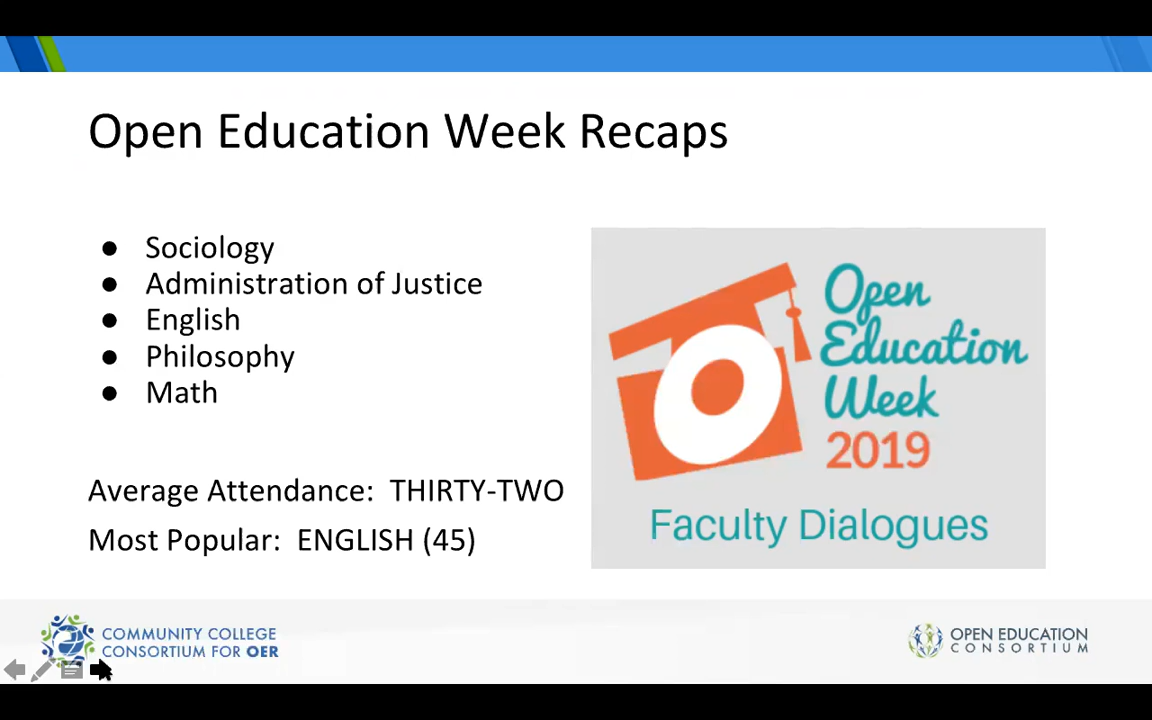 Open Education Week Recaps
● Sociology
● Administration of Justice
● English
● Philosophy
● Math
Average Attendance: THIRTY-TWO
Most Popular: ENGLISH (45)
Open
Education
Week
2019
Faculty Dialogues
COMMUNITY COLLEGE
CONSORTIUM FOR OER
OPEN EDUCATION
CONSORTIUM